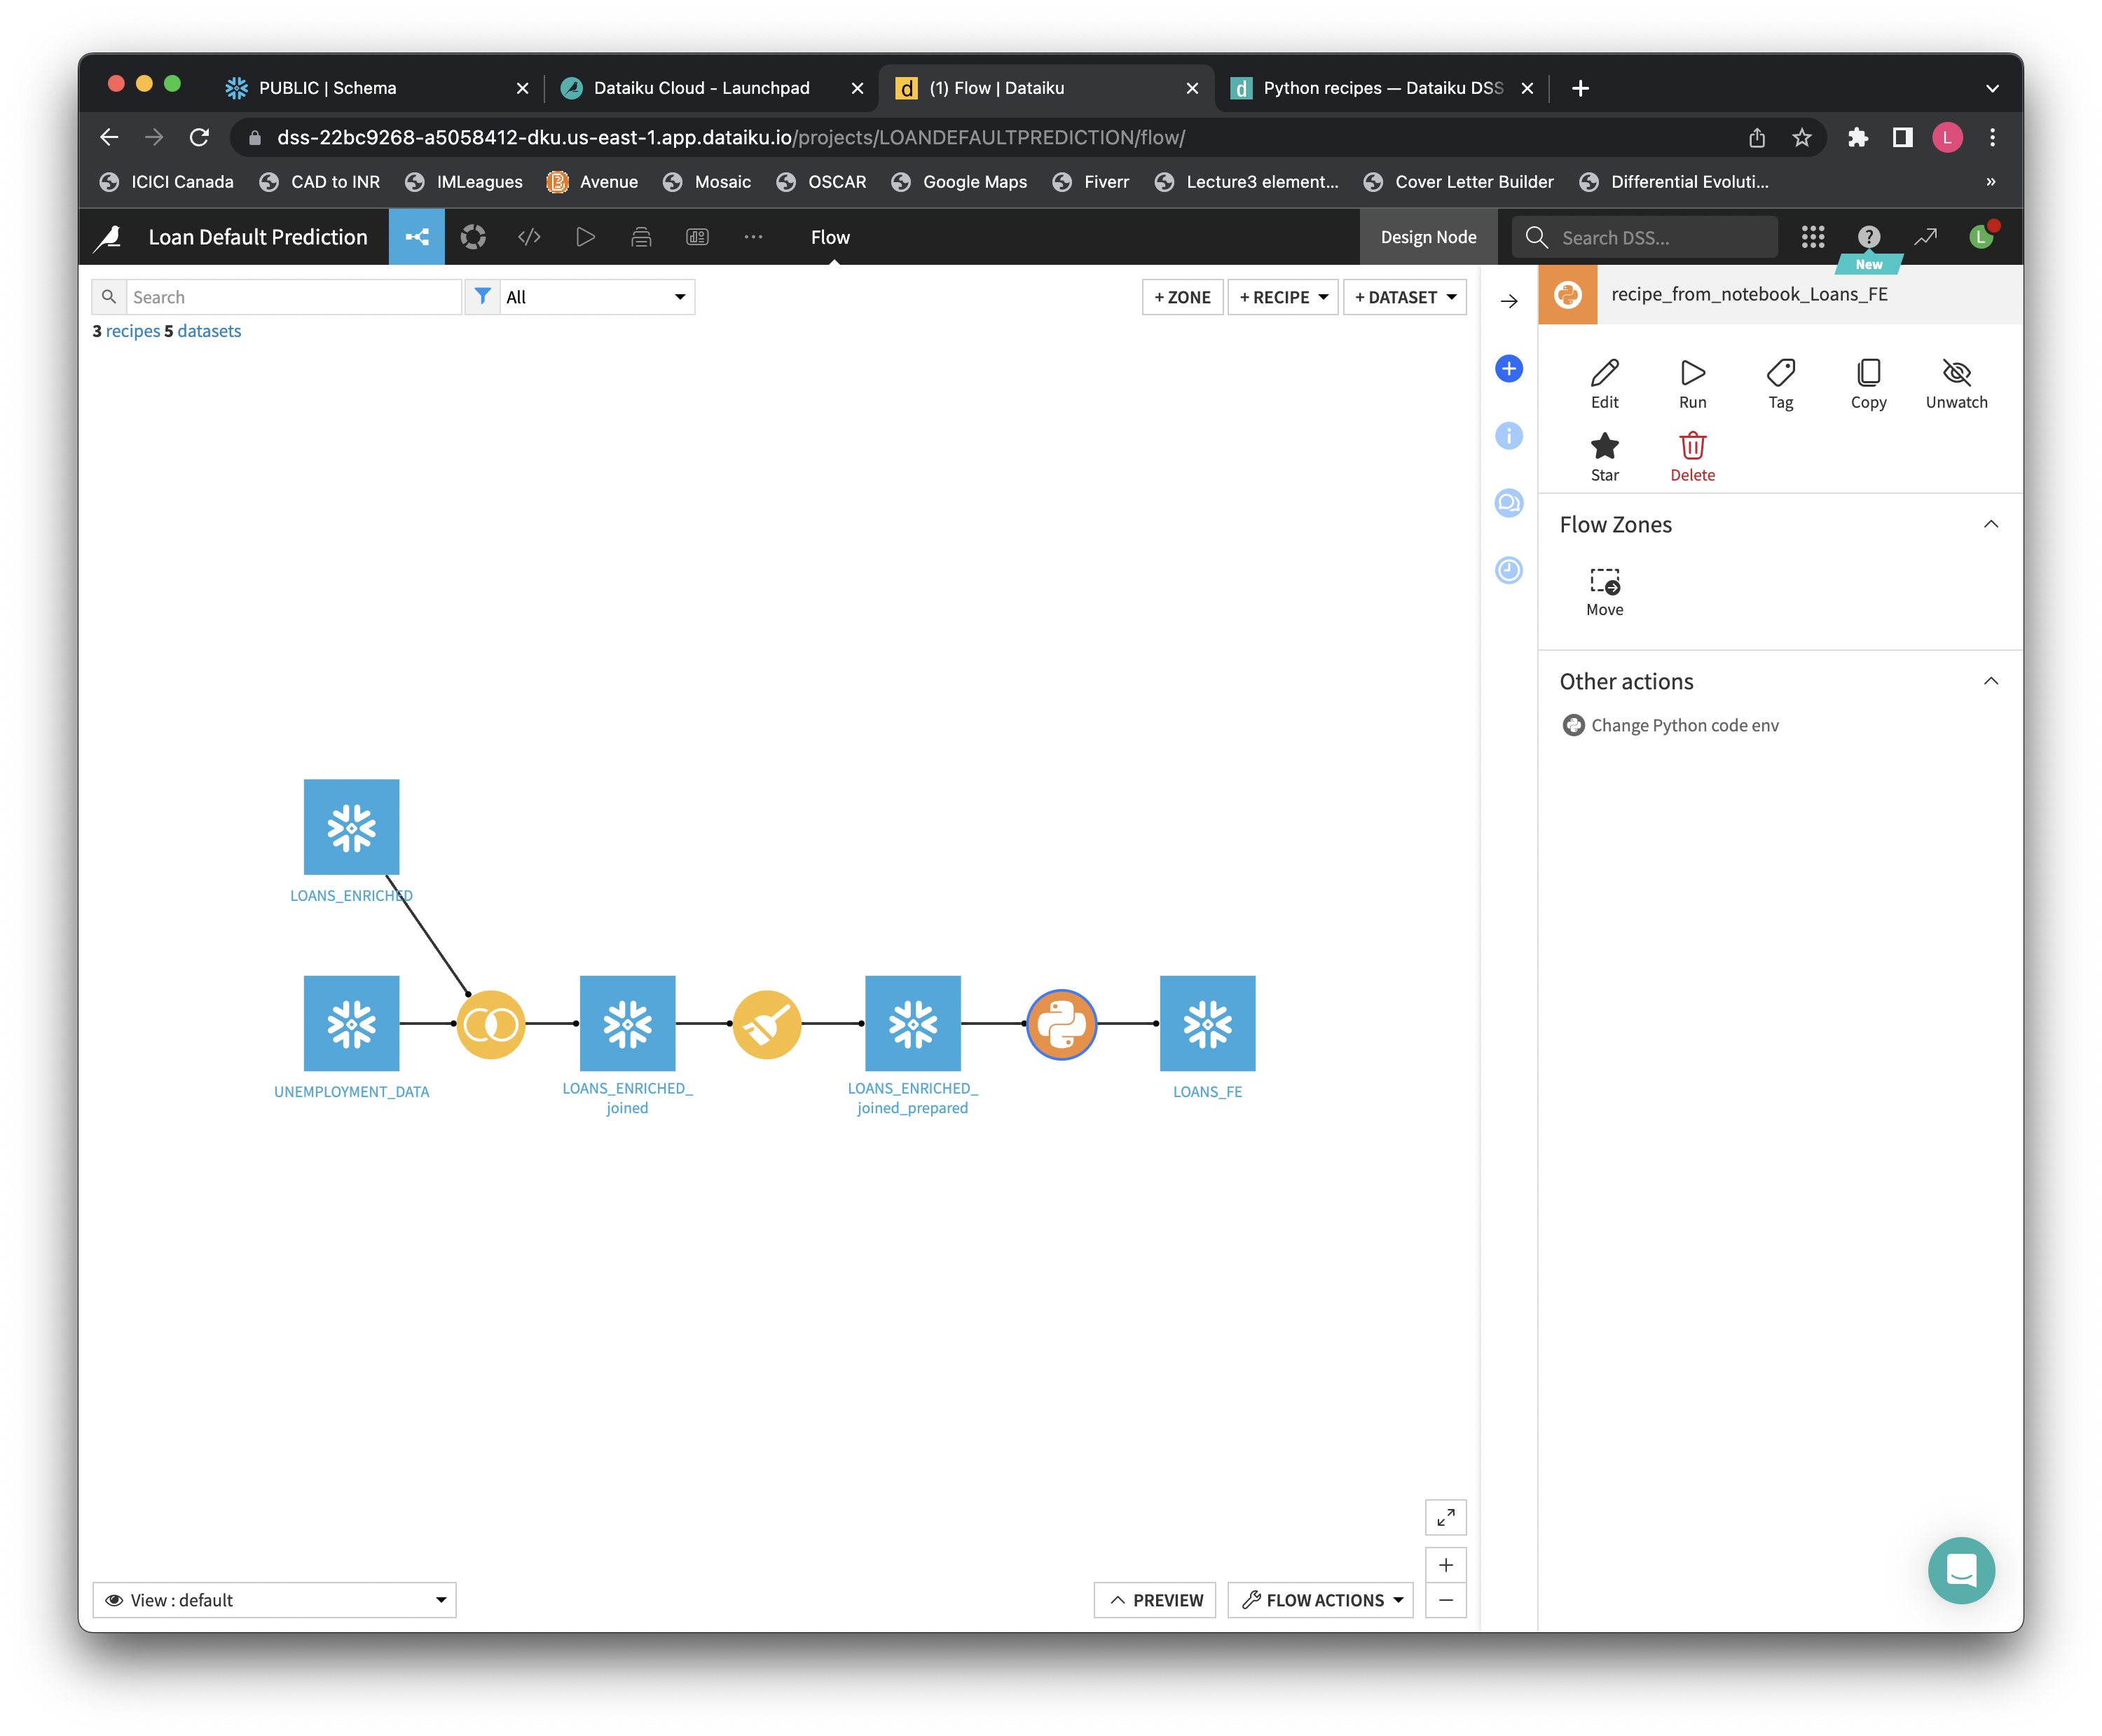 PUBLIC | Schema
Dataiku Cloud - Launchpad
d (1) Flow | Dataiku
d Python recipes — Dataiku DSS
dss-22bc9268-a5058412-dku.us-east-1.app.dataiku.io/projects/LOANDEFAULTPREDICTION/flow/
L
ICICI Canada
CAD to INR
IMLeagues
B Avenue
Mosaic
OSCAR
Google Maps
Fiverr
Lecture3 element...
Cover Letter Builder
Differential Evoluti...
»
Loan Default Prediction
Flow
Design Node
Search DSS...
?
L
New
Search
All
+ ZONE
+ RECIPE
+ DATASET
3 recipes 5 datasets
recipe_from_notebook_Loans_FE
Edit
Run
Tag
Copy
Unwatch
Star
Delete
Flow Zones
Move
Other actions
Change Python code env
LOANS_ENRICHED
UNEMPLOYMENT_DATA
LOANS_ENRICHED_
joined
LOANS_ENRICHED_
joined_prepared
LOANS_FE
View : default
PREVIEW
FLOW ACTIONS